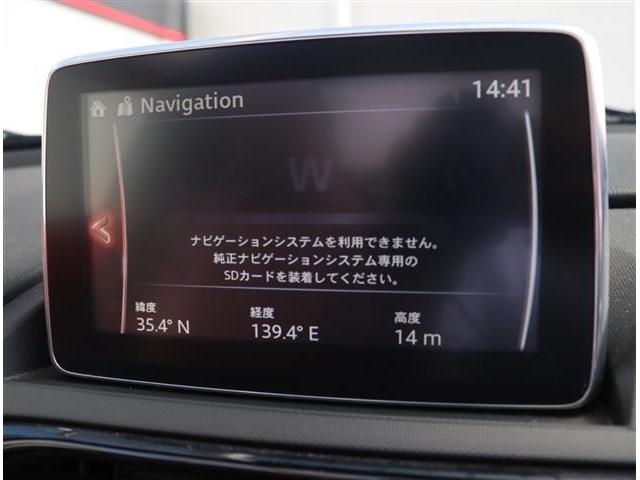 Navigation
14:41
W
ナビゲーションシステムを利用できません。
純正ナビゲーションシステム専用の
SDカードを装着してください。
緯度 経度 高度
35.4° N 139.4° E 14 m